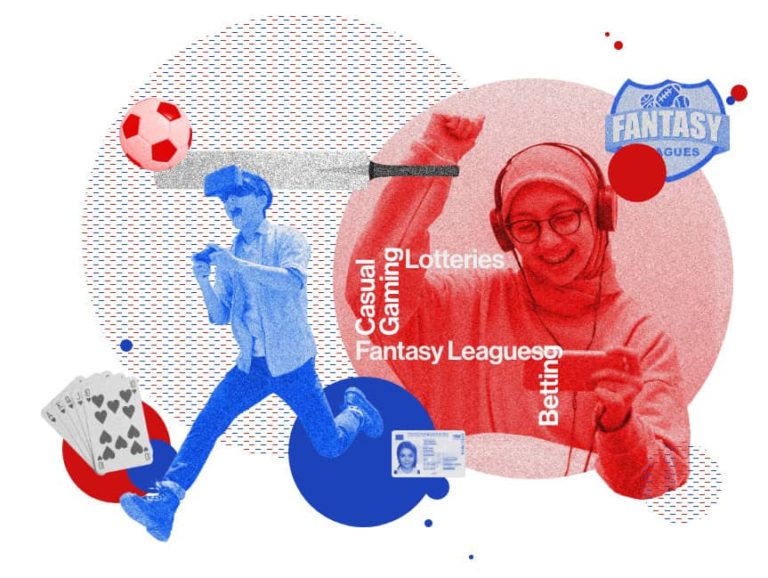 FANTASY
Lotteries
Casual
Gaming
Fantasy Leagues
Betting